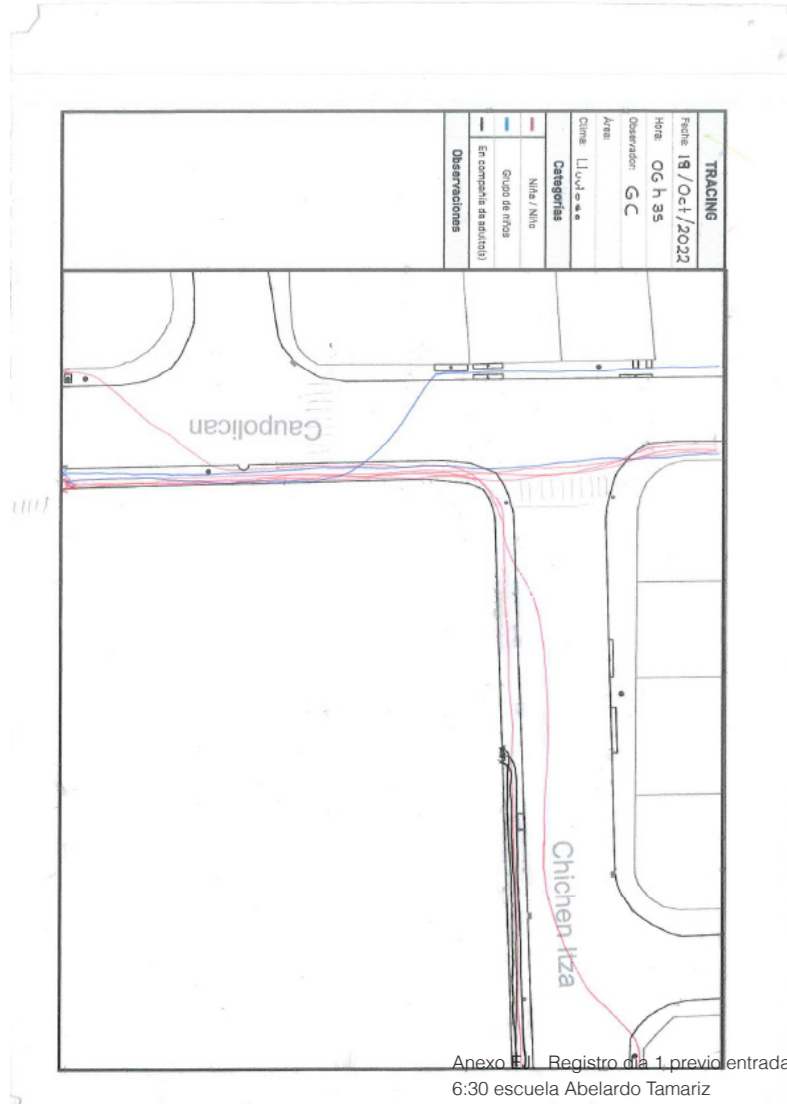 TRACING
Fecha: 19/Oct/2022
Hora: 06 h 35
Observador: GC
Área:
Clima: Lluvioso
Categorías
Niña / Niño
Grupo de niños
En compañía de adulto(s)
Observaciones
Caupolican
Chichen Itza
Anexo Registro día 1 previo entrada
6:30 escuela Abelardo Tamariz